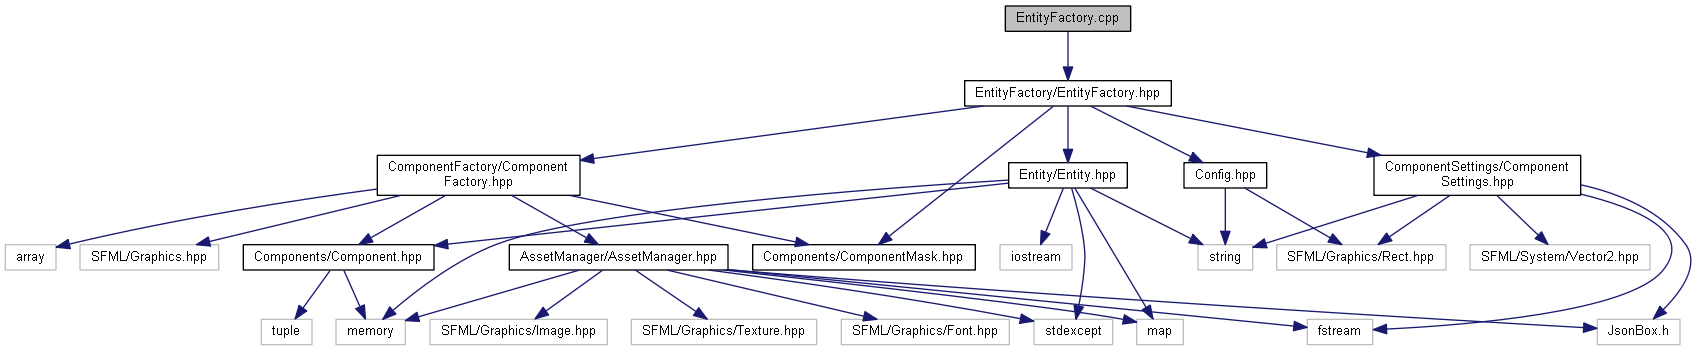 EntityFactory.cpp
EntityFactory/EntityFactory.hpp
ComponentFactory/Component
Factory.hpp
Entity/Entity.hpp
Config.hpp
ComponentSettings/Component
Settings.hpp
array
SFML/Graphics.hpp
Components/Component.hpp
AssetManager/AssetManager.hpp
Components/ComponentMask.hpp
iostream
string
SFML/Graphics/Rect.hpp
SFML/System/Vector2.hpp
tuple
memory
SFML/Graphics/Image.hpp
SFML/Graphics/Texture.hpp
SFML/Graphics/Font.hpp
stdexcept
map
fstream
JsonBox.h